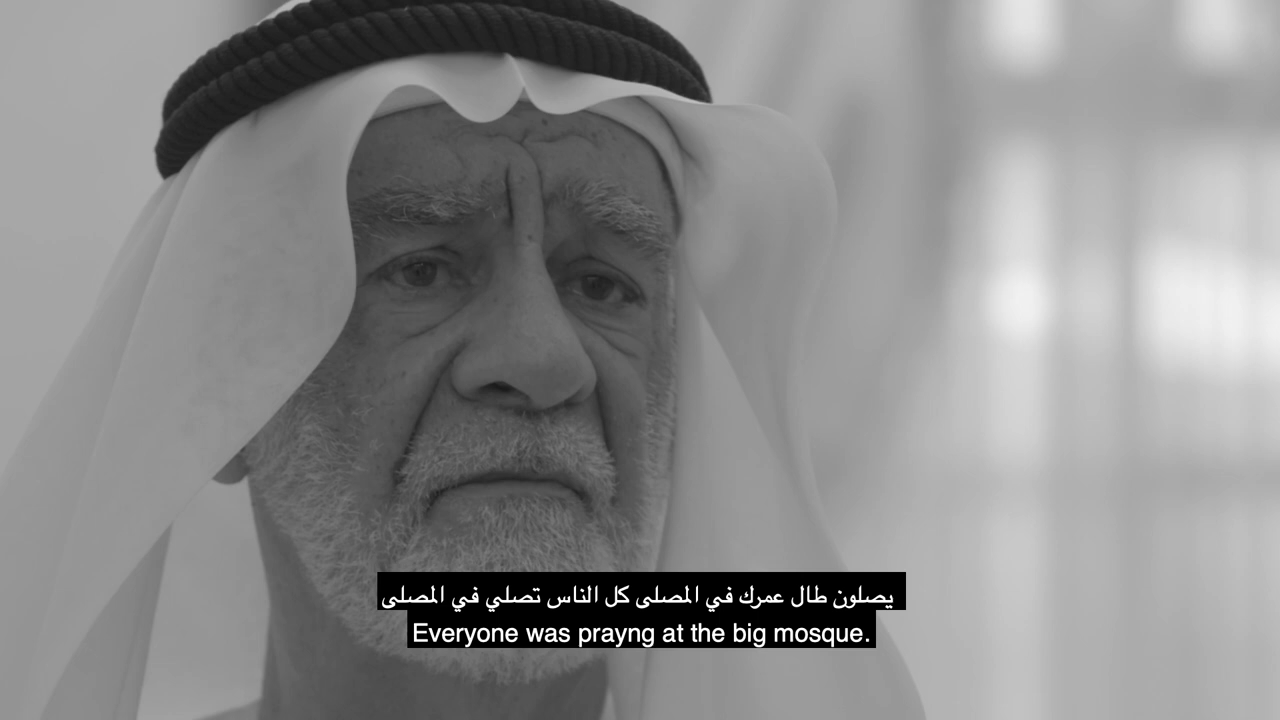 يصلون طال عمرك في المصلى كل الناس تصلي في المصلى
Everyone was prayng at the big mosque.